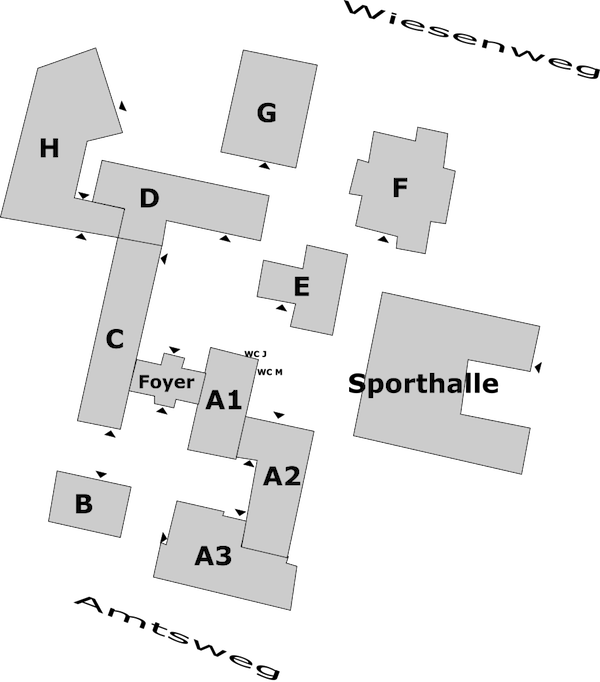 Wiesenweg
G
H
F
D
E
C
WC J
WC M
Foyer
Sporthalle
A1
A2
B
A3
Amtsweg